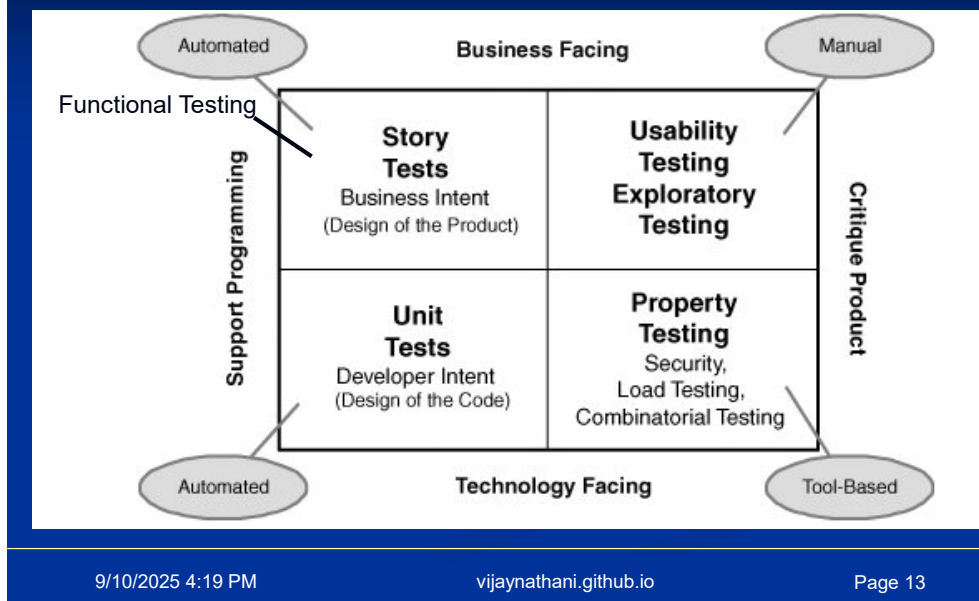 Automated
Business Facing
Manual
Functional Testing
Story
Tests
Business Intent
(Design of the Product)
Usability
Testing
Exploratory
Testing
Support Programming
Critique Product
Unit
Tests
Developer Intent
(Design of the Code)
Property
Testing
Security,
Load Testing,
Combinatorial Testing
Automated
Technology Facing
Tool-Based
9/10/2025 4:19 PM
vijaynathani.github.io
Page 13